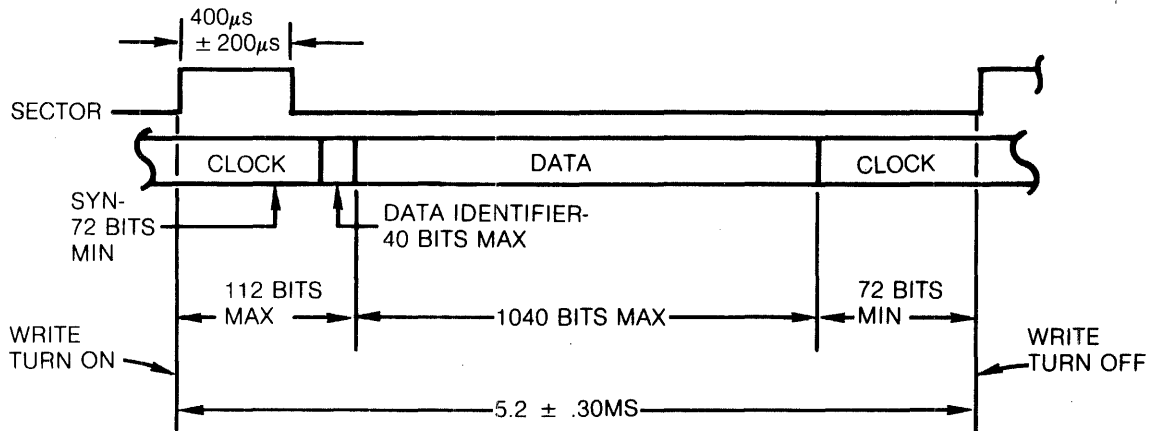 400µs
± 200µs
SECTOR
CLOCK
DATA
CLOCK
SYN-
72 BITS
MIN
DATA IDENTIFIER-
40 BITS MAX
112 BITS
MAX
1040 BITS MAX
72 BITS
MIN
WRITE
TURN ON
WRITE
TURN OFF
5.2 ± .30MS